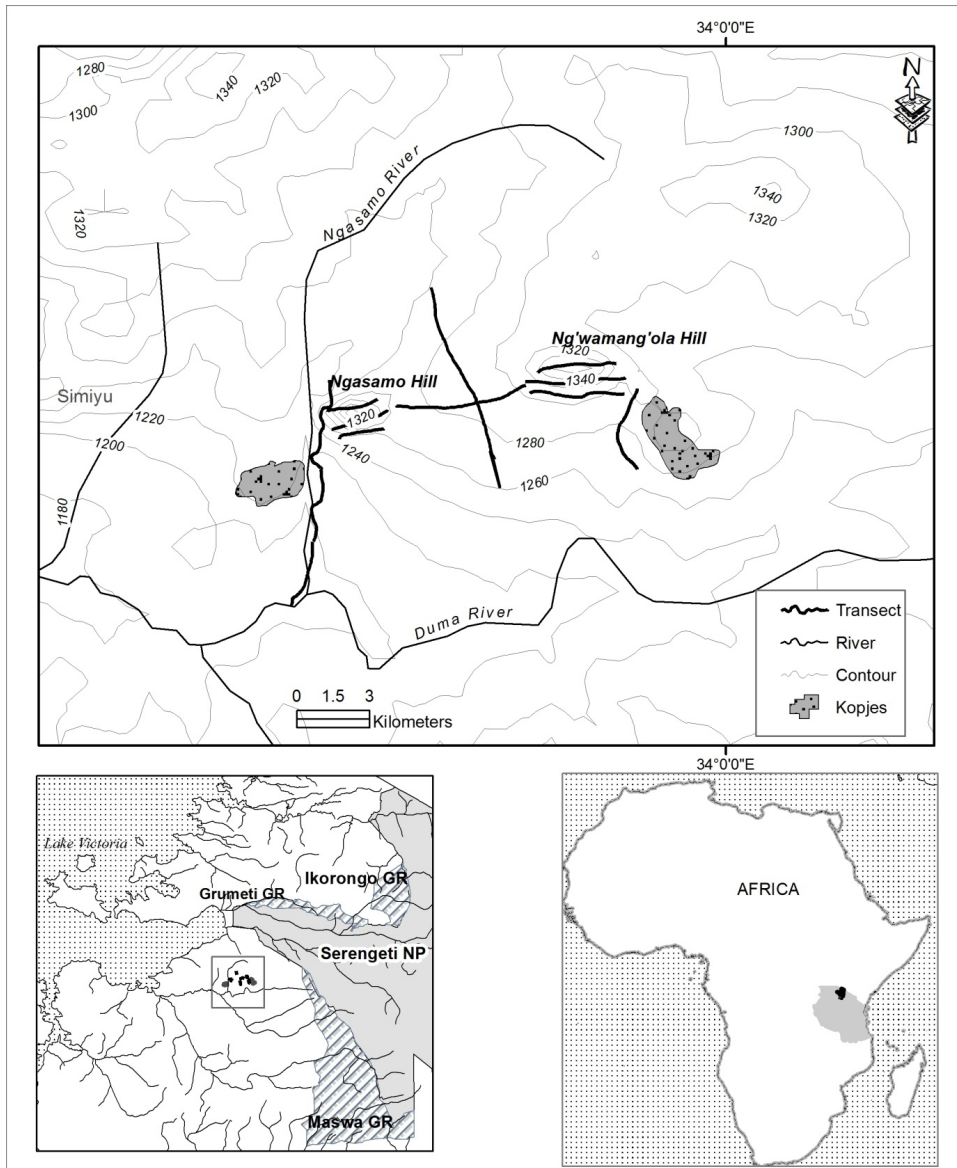 34°0'0"E
N
1280
1340
1320
1300
1300
1320
1340
1320
Ngasamo River
Ng'wamang'ola Hill
1320
1340
Ngasamo Hill
1320
Simiyu
1220
1200
1240
1280
1260
1180
Duma River
0 1.5 3
Kilometers
Transect
River
Contour
Kopjes
34°0'0"E
Lake Victoria
Ikorongo GR
Grumeti GR
Serengeti NP
Maswa GR
AFRICA